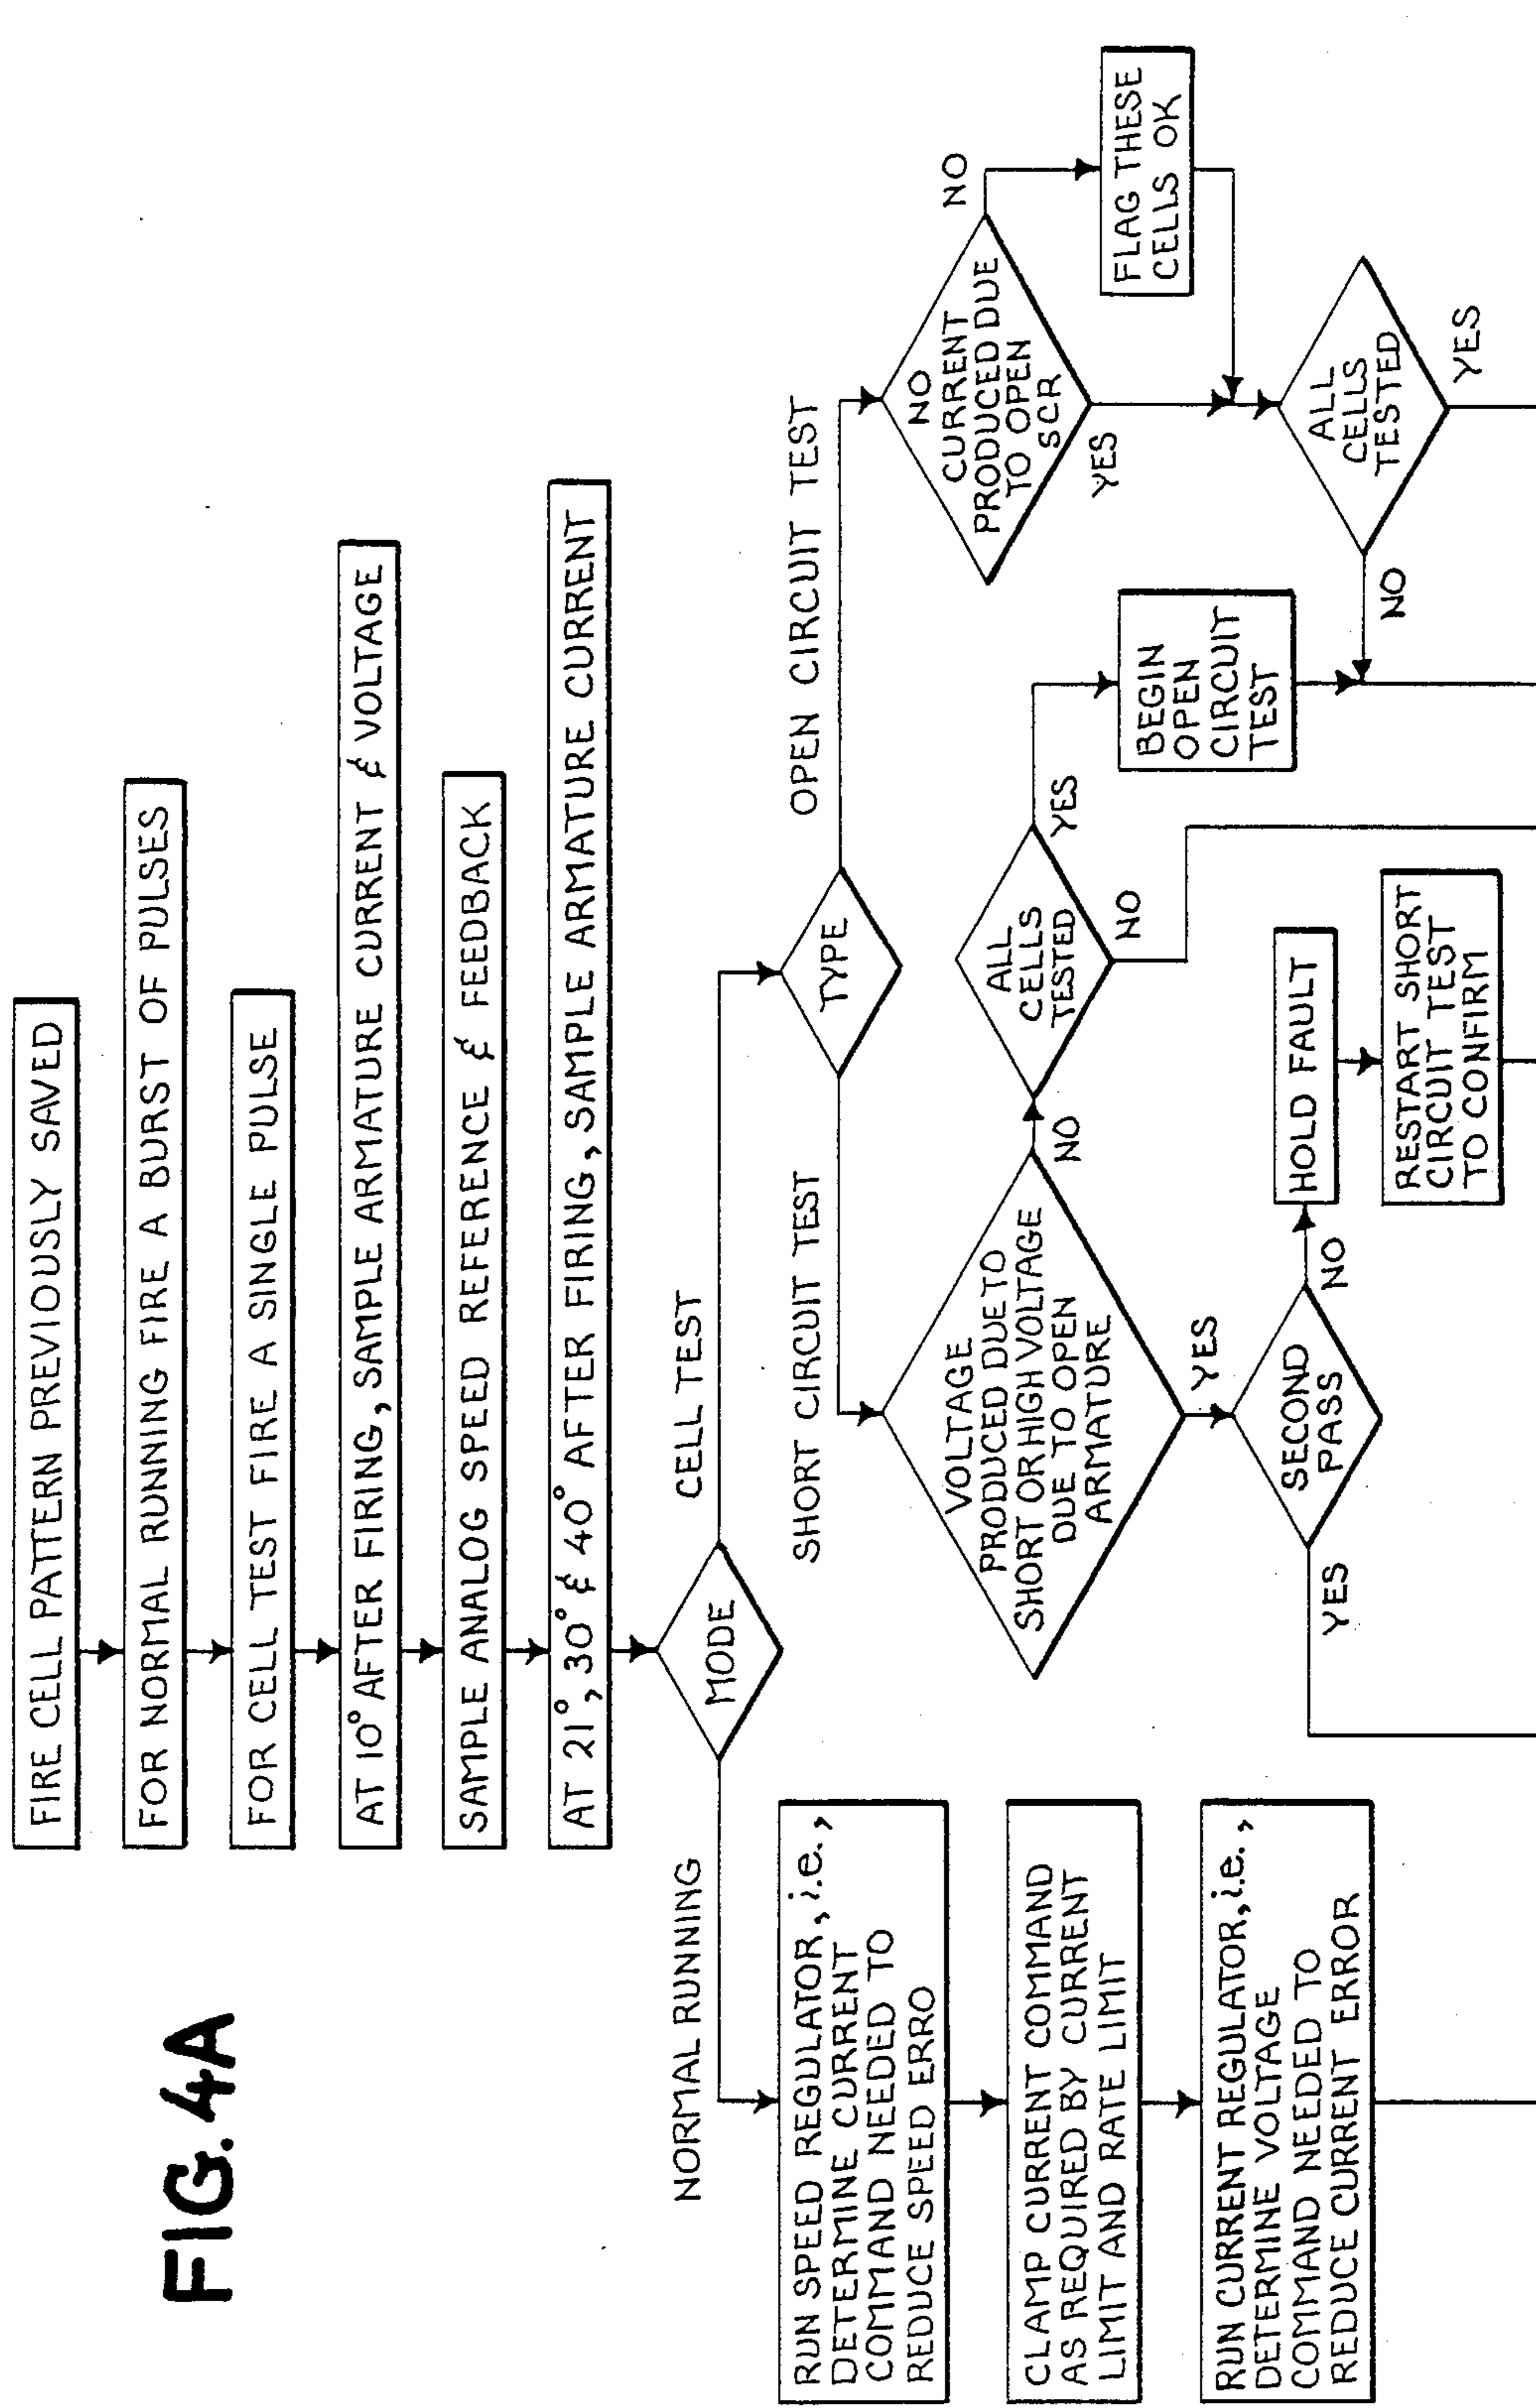 FIG. 4A
FIRE CELL PATTERN PREVIOUSLY SAVED
FOR NORMAL RUNNING FIRE A BURST OF PULSES
FOR CELL TEST FIRE A SINGLE PULSE
AT 10° AFTER FIRING, SAMPLE ARMATURE CURRENT & VOLTAGE
SAMPLE ANALOG SPEED REFERENCE & FEEDBACK
AT 21°, 30° & 40° AFTER FIRING, SAMPLE ARMATURE CURRENT
MODE
NORMAL RUNNING
CELL TEST
RUN SPEED REGULATOR, i.e.,
DETERMINE CURRENT
COMMAND NEEDED TO
REDUCE SPEED ERRO
CLAMP CURRENT COMMAND
AS REQUIRED BY CURRENT
LIMIT AND RATE LIMIT
RUN CURRENT REGULATOR, i.e.,
DETERMINE VOLTAGE
COMMAND NEEDED TO
REDUCE CURRENT ERROR
TYPE
SHORT CIRCUIT TEST
OPEN CIRCUIT TEST
VOLTAGE
PRODUCED DUE TO
SHORT OR HIGH VOLTAGE
DUE TO OPEN
ARMATURE
NO
YES
SECOND
PASS
YES
NO
HOLD FAULT
RESTART SHORT
CIRCUIT TEST
TO CONFIRM
ALL
CELLS
TESTED
NO
YES
BEGIN
OPEN
CIRCUIT
TEST
NO
CURRENT
PRODUCED DUE
TO OPEN
SCR
NO
YES
FLAG THESE
CELLS OK
ALL
CELLS
TESTED
NO
YES